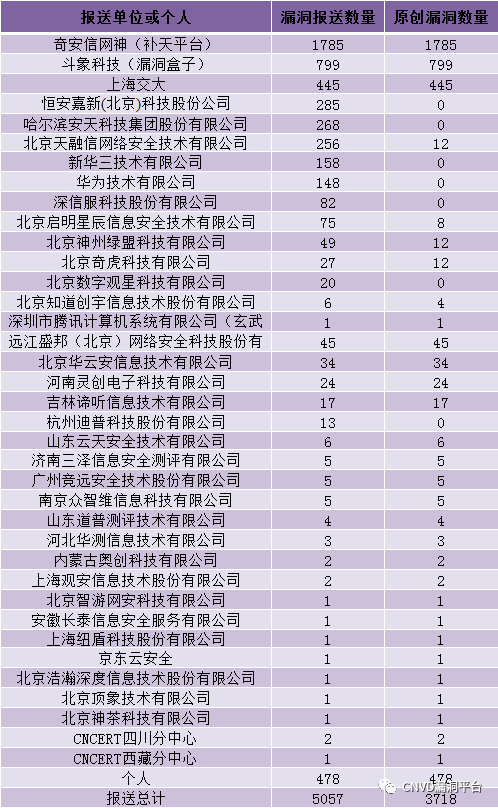 报送单位或个人 漏洞报送数量 原创漏洞数量
奇安信网神（补天平台） 1785 1785
斗象科技（漏洞盒子） 799 799
上海交大 445 445
恒安嘉新(北京)科技股份公司 285 0
哈尔滨安天科技集团股份有限公司 268 0
北京天融信网络安全技术有限公司 256 12
新华三技术有限公司 158 0
华为技术有限公司 148 0
深信服科技股份有限公司 82 0
北京启明星辰信息安全技术有限公司 75 8
北京神州绿盟科技有限公司 49 12
北京奇虎科技有限公司 27 12
北京数字观星科技有限公司 20 0
北京知道创宇信息技术股份有限公司 6 4
深圳市腾讯计算机系统有限公司（玄武 1 1
远江盛邦（北京）网络安全科技股份有 45 45
北京华云安信息技术有限公司 34 34
河南灵创电子科技有限公司 24 24
吉林谛听信息技术有限公司 17 17
杭州迪普科技股份有限公司 13 0
山东云天安全技术有限公司 6 6
济南三泽信息安全测评有限公司 5 5
广州竞远安全技术股份有限公司 5 5
南京众智维信息科技有限公司 5 5
山东道普测评技术有限公司 4 4
河北华测信息技术有限公司 3 3
内蒙古奥创科技有限公司 2 2
上海观安信息技术股份有限公司 2 2
北京智游网安科技有限公司 1 1
安徽长泰信息安全服务有限公司 1 1
上海纽盾科技股份有限公司 1 1
京东云安全 1 1
北京浩瀚深度信息技术股份有限公司 1 1
北京顶象技术有限公司 1 1
北京神茶科技有限公司 1 1
CNCERT四川分中心 2 2
CNCERT西藏分中心 1 1
个人 478 478
报送总计 5057 3718
CNVD漏洞平台